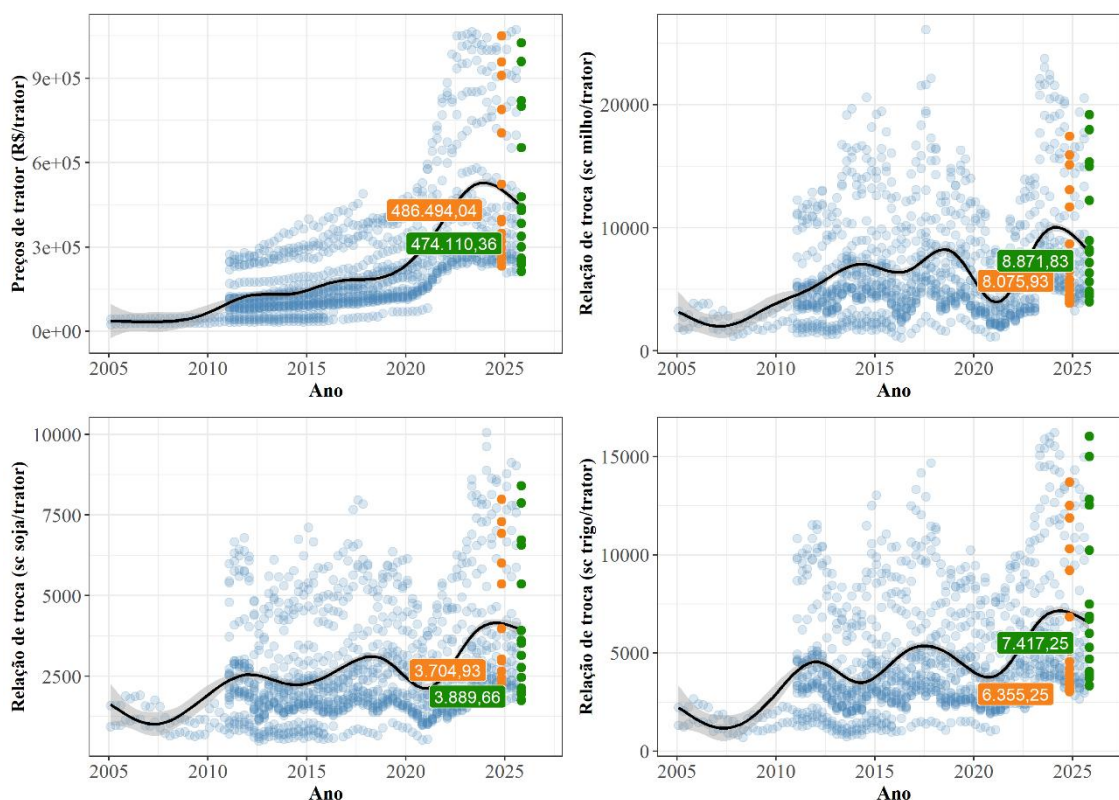 Preços de trator (R$/trator)
9e+05
6e+05
3e+05
0e+00
486.494,04
474.110,36
2005 2010 2015 2020 2025
Ano
Relação de troca (sc milho/trator)
20000
10000
0
8.871,83
8.075,93
2005 2010 2015 2020 2025
Ano
Relação de troca (sc soja/trator)
10000
7500
5000
2500
3.704,93
3.889,66
2005 2010 2015 2020 2025
Ano
Relação de troca (sc trigo/trator)
15000
10000
5000
0
7.417,25
6.355,25
2005 2010 2015 2020 2025
Ano